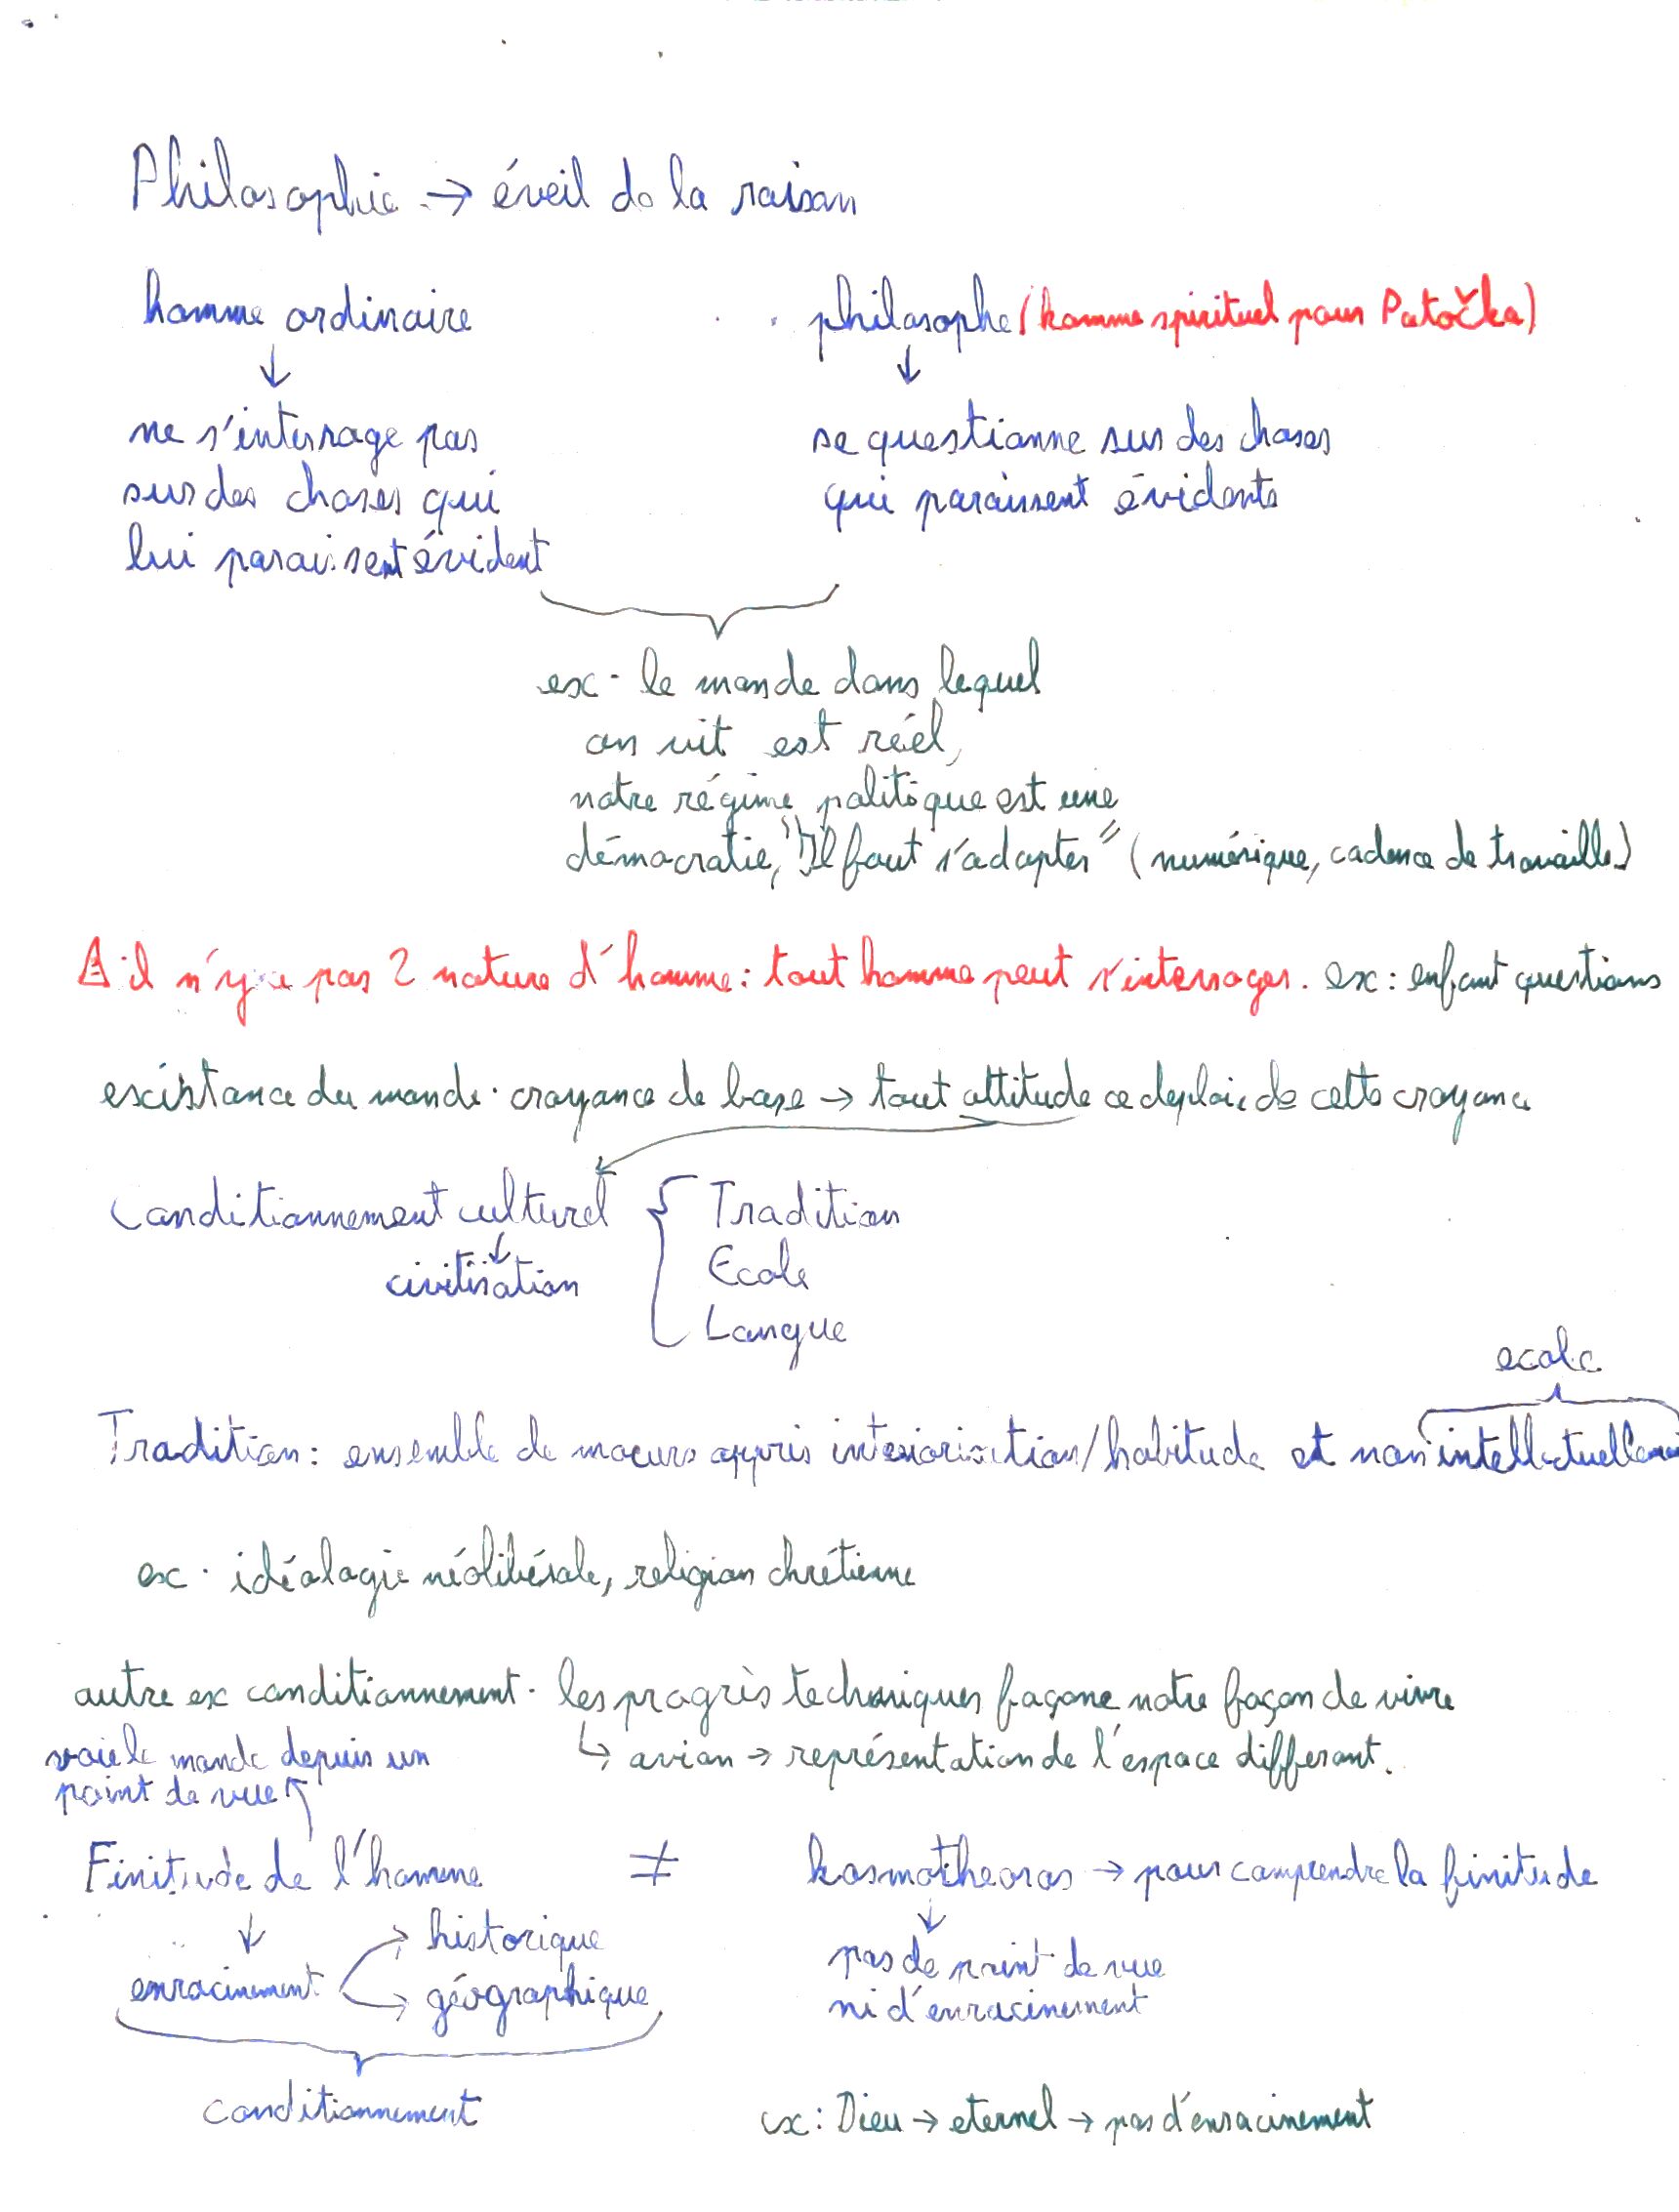 Philosophie → éveil de la raison
homme ordinaire
philosophe (homme spirituel pour Patočka)
↓
↓
ne s'interroge pas
sur des choses qui
lui paraissent évident
se questionne sur des choses
qui paraissent évidente
ex: le monde dans lequel
on vit est réel,
notre régime politique est une
démocratie, "Il faut s'adapter" (numérique, cadence de travaille)
⚠ il n'y a pas 2 nature d'homme: tout homme peut s'interroger. ex: enfant questions
existance du monde: croyance de base → tout attitude ce deploie de cette croyance
Conditionnement culturel
↓
civilisation
Tradition
Ecole
Langue
ecole
Tradition: ensemble de moeurs appris interiorisation/habitude et non intellectuellement
ex: idéologie néolibérale, religion chrétienne
autre ex conditionnement: les progrès techniques façone notre façon de vivre
↳ avion → représentation de l'espace differant.
voie le monde depuis un
point de vue
Finitude de l'homme ≠ kosmotheoros → pour comprendre la finitude
↓
enracinement
historique
géographique
conditionnement
↓
pas de point de vue
ni d'enracinement
ex: Dieu → eternel → pas d'enracinement